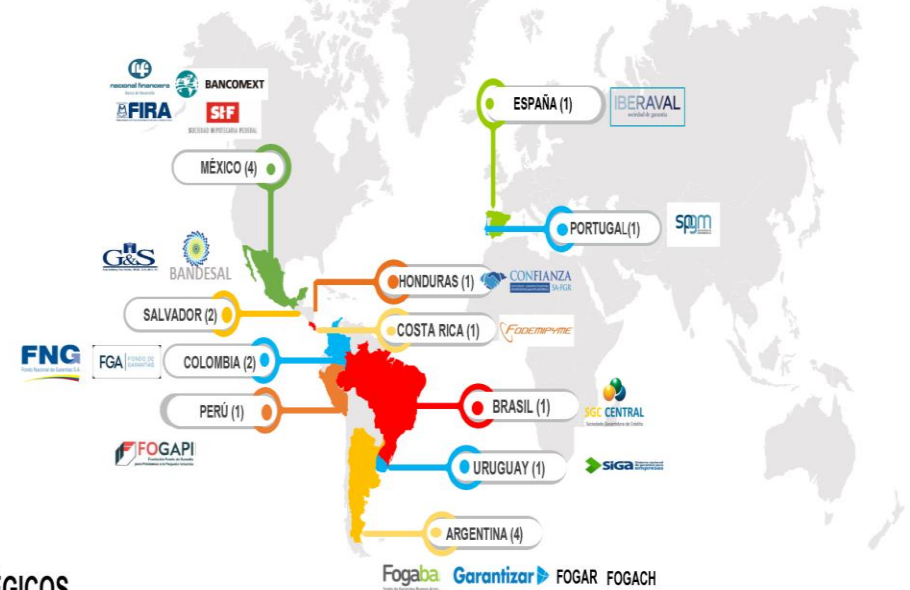 nacional financiera
BANCOMEXT
FIRA
SHF
SOCIEDAD HIPOTECARIA FEDERAL
MÉXICO (4)
ESPAÑA (1)
IBERAVAL
sociedad de garantía
PORTUGAL(1)
spgm
G&S
BANDESAL
HONDURAS (1)
CONFIANZA
SA-FGR
SALVADOR (2)
COSTA RICA (1)
FODEMIPYME
FNG
Fondo Nacional de Garantías S.A.
FGA FONDO DE
GARANTÍAS
COLOMBIA (2)
PERÚ (1)
BRASIL (1)
SGC CENTRAL
Sociedade Garantidora de Crédito
FOGAPI
URUGUAY (1)
SiGa
ARGENTINA (4)
Fogaba Garantizar FOGAR FOGACH
ÉGICOS